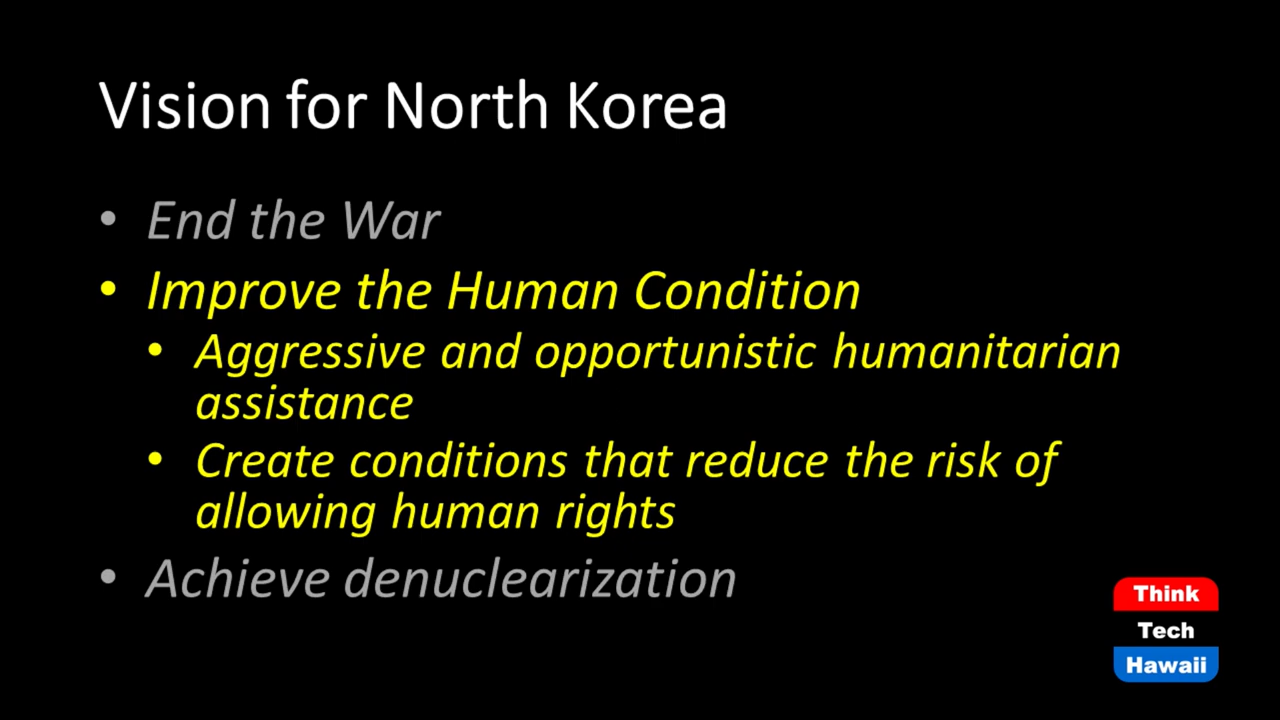 Vision for North Korea
• End the War
• Improve the Human Condition
• Aggressive and opportunistic humanitarian
assistance
• Create conditions that reduce the risk of
allowing human rights
• Achieve denuclearization
Think
Tech
Hawaii